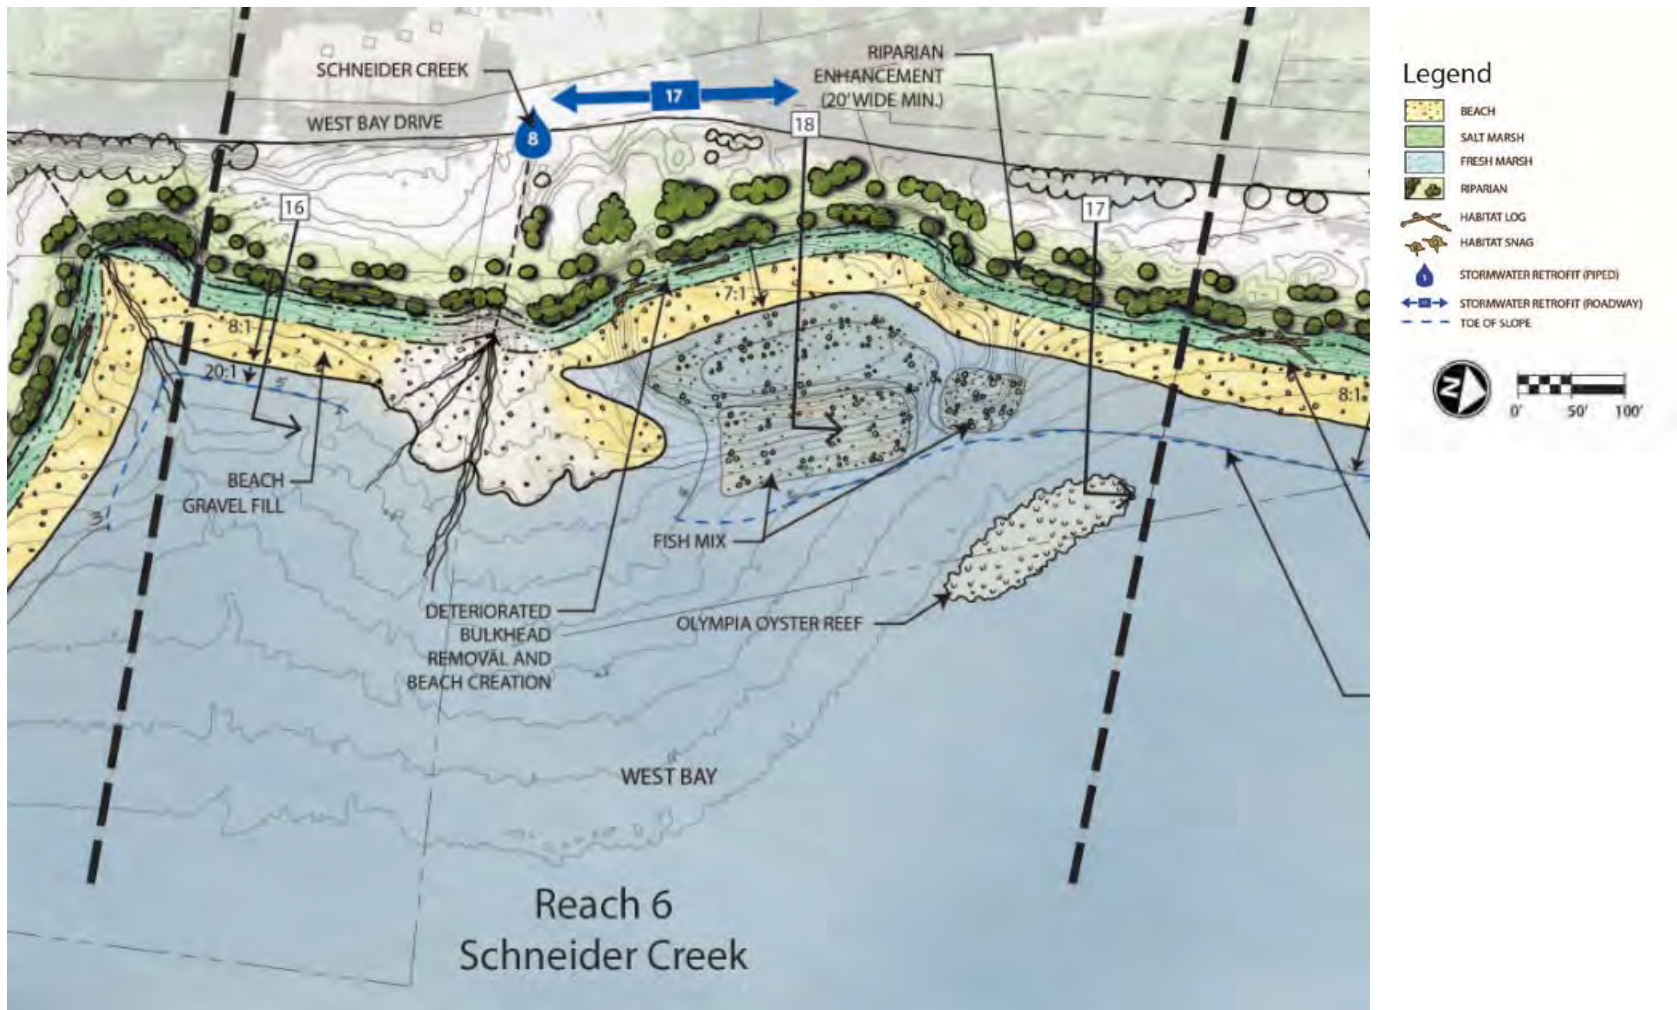 SCHNEIDER CREEK
WEST BAY DRIVE
8
17
18
RIPARIAN
ENHANCEMENT
(20' WIDE MIN.)
16
17
7:1
8:1
20:1
8:1
3
BEACH
GRAVEL FILL
FISH MIX
DETERIORATED
BULKHEAD
REMOVAL AND
BEACH CREATION
OLYMPIA OYSTER REEF
WEST BAY
Reach 6
Schneider Creek
Legend
BEACH
SALT MARSH
FRESH MARSH
RIPARIAN
HABITAT LOG
HABITAT SNAG
STORMWATER RETROFIT (PIPED)
STORMWATER RETROFIT (ROADWAY)
TOE OF SLOPE
N
0' 50' 100'